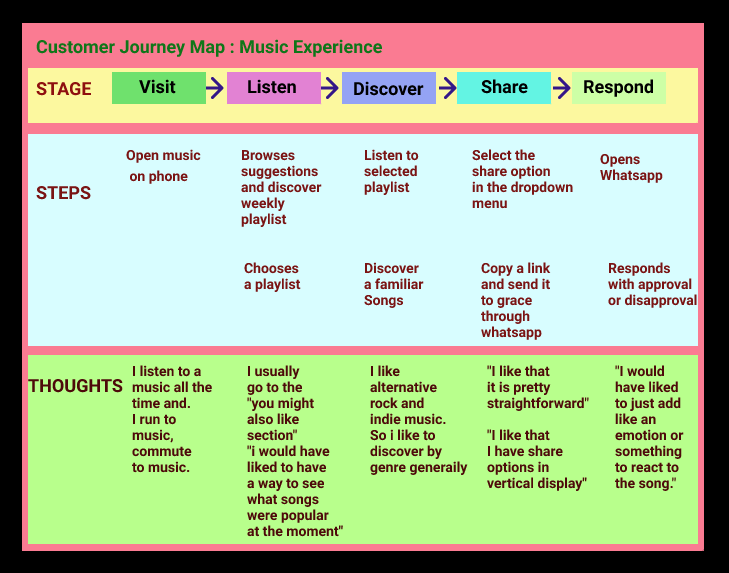 Customer Journey Map : Music Experience
STAGE
Visit
Listen
Discover
Share
Respond
STEPS
Open music
on phone
Browses
suggestions
and discover
weekly
playlist
Listen to
selected
playlist
Select the
share option
in the dropdown
menu
Opens
Whatsapp
Chooses
a playlist
Discover
a familiar
Songs
Copy a link
and send it
to grace
through
whatsapp
Responds
with approval
or disapproval
THOUGHTS
I listen to a
music all the
time and.
I run to
music,
commute
to music.
I usually
go to the
"you might
also like
section"
"i would have
liked to have
a way to see
what songs
were popular
at the moment"
I like
alternative
rock and
indie music.
So i like to
discover by
genre generaily
"I like that
it is pretty
straightforward"
"I like that
I have share
options in
vertical display"
"I would
have liked
to just add
like an
emotion or
something
to react to
the song."